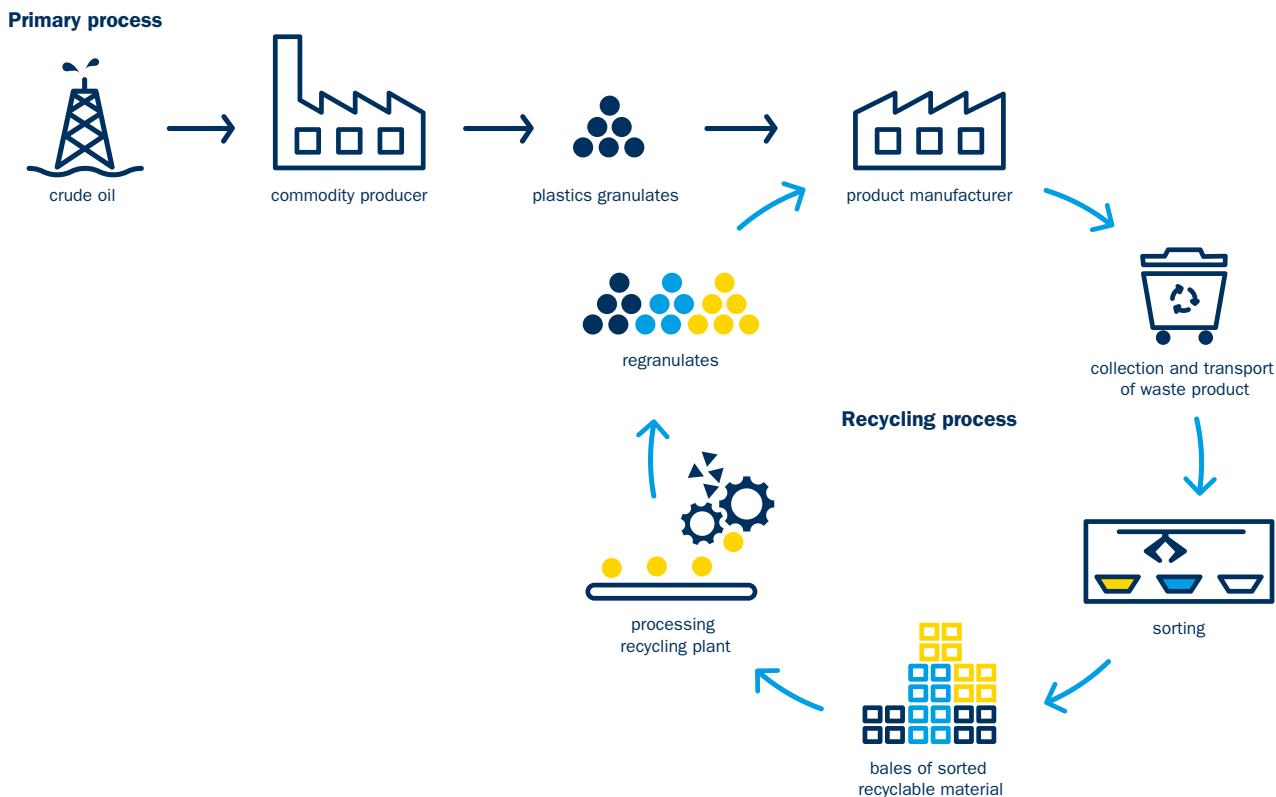 Primary process
crude oil
commodity producer
plastics granulates
product manufacturer
regranulates
collection and transport
of waste product
Recycling process
processing
recycling plant
sorting
bales of sorted
recyclable material